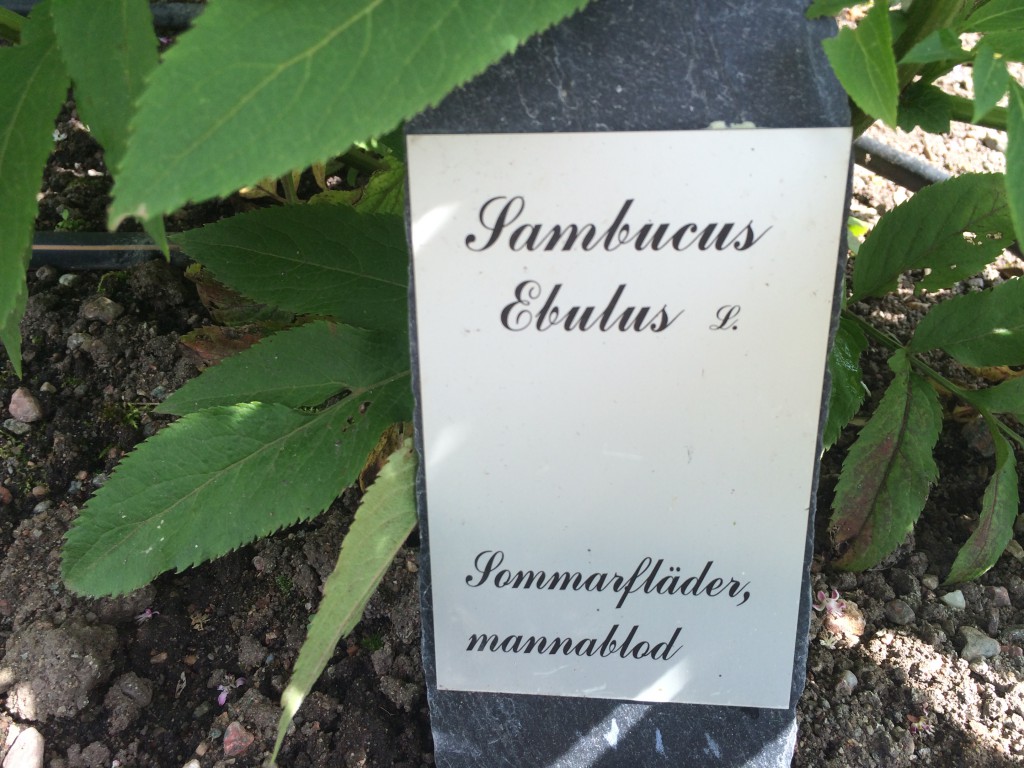 Sambucus
Ebulus L.
Sommarfläder,
mannablod